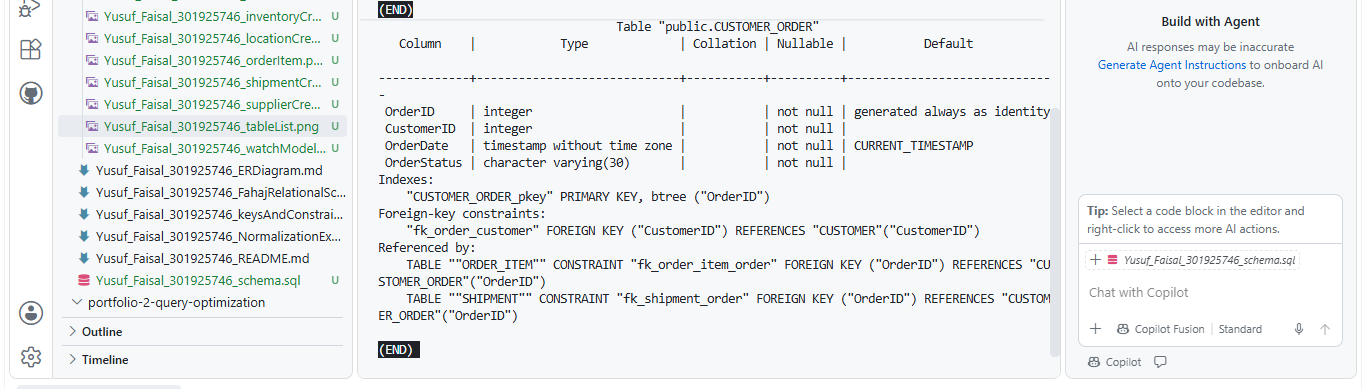 Yusuf_Faisal_301925746_inventoryCr... U
Yusuf_Faisal_301925746_locationCre... U
Yusuf_Faisal_301925746_orderItem.p... U
Yusuf_Faisal_301925746_shipmentCr... U
Yusuf_Faisal_301925746_supplierCre... U
Yusuf_Faisal_301925746_tableList.png U
Yusuf_Faisal_301925746_watchModel... U
Yusuf_Faisal_301925746_ERDiagram.md
Yusuf_Faisal_301925746_FahajRelationalSc...
Yusuf_Faisal_301925746_keysAndConstrai...
Yusuf_Faisal_301925746_NormalizationEx...
Yusuf_Faisal_301925746_README.md
Yusuf_Faisal_301925746_schema.sql U
portfolio-2-query-optimization
Outline
Timeline
(END)
Table "public.CUSTOMER_ORDER"
Column | Type | Collation | Nullable | Default
-------------+-----------------------------+-----------+----------+-----------------------------
-
OrderID | integer | | not null | generated always as identity
CustomerID | integer | | not null |
OrderDate | timestamp without time zone | | not null | CURRENT_TIMESTAMP
OrderStatus | character varying(30) | | not null |
Indexes:
"CUSTOMER_ORDER_pkey" PRIMARY KEY, btree ("OrderID")
Foreign-key constraints:
"fk_order_customer" FOREIGN KEY ("CustomerID") REFERENCES "CUSTOMER"("CustomerID")
Referenced by:
TABLE ""ORDER_ITEM"" CONSTRAINT "fk_order_item_order" FOREIGN KEY ("OrderID") REFERENCES "CU
STOMER_ORDER"("OrderID")
TABLE ""SHIPMENT"" CONSTRAINT "fk_shipment_order" FOREIGN KEY ("OrderID") REFERENCES "CUSTOM
ER_ORDER"("OrderID")
(END)
Build with Agent
AI responses may be inaccurate
Generate Agent Instructions to onboard AI
onto your codebase.
Tip: Select a code block in the editor and
right-click to access more AI actions.
+ Yusuf_Faisal_301925746_schema.sql
Chat with Copilot
+ Copilot Fusion | Standard
Copilot